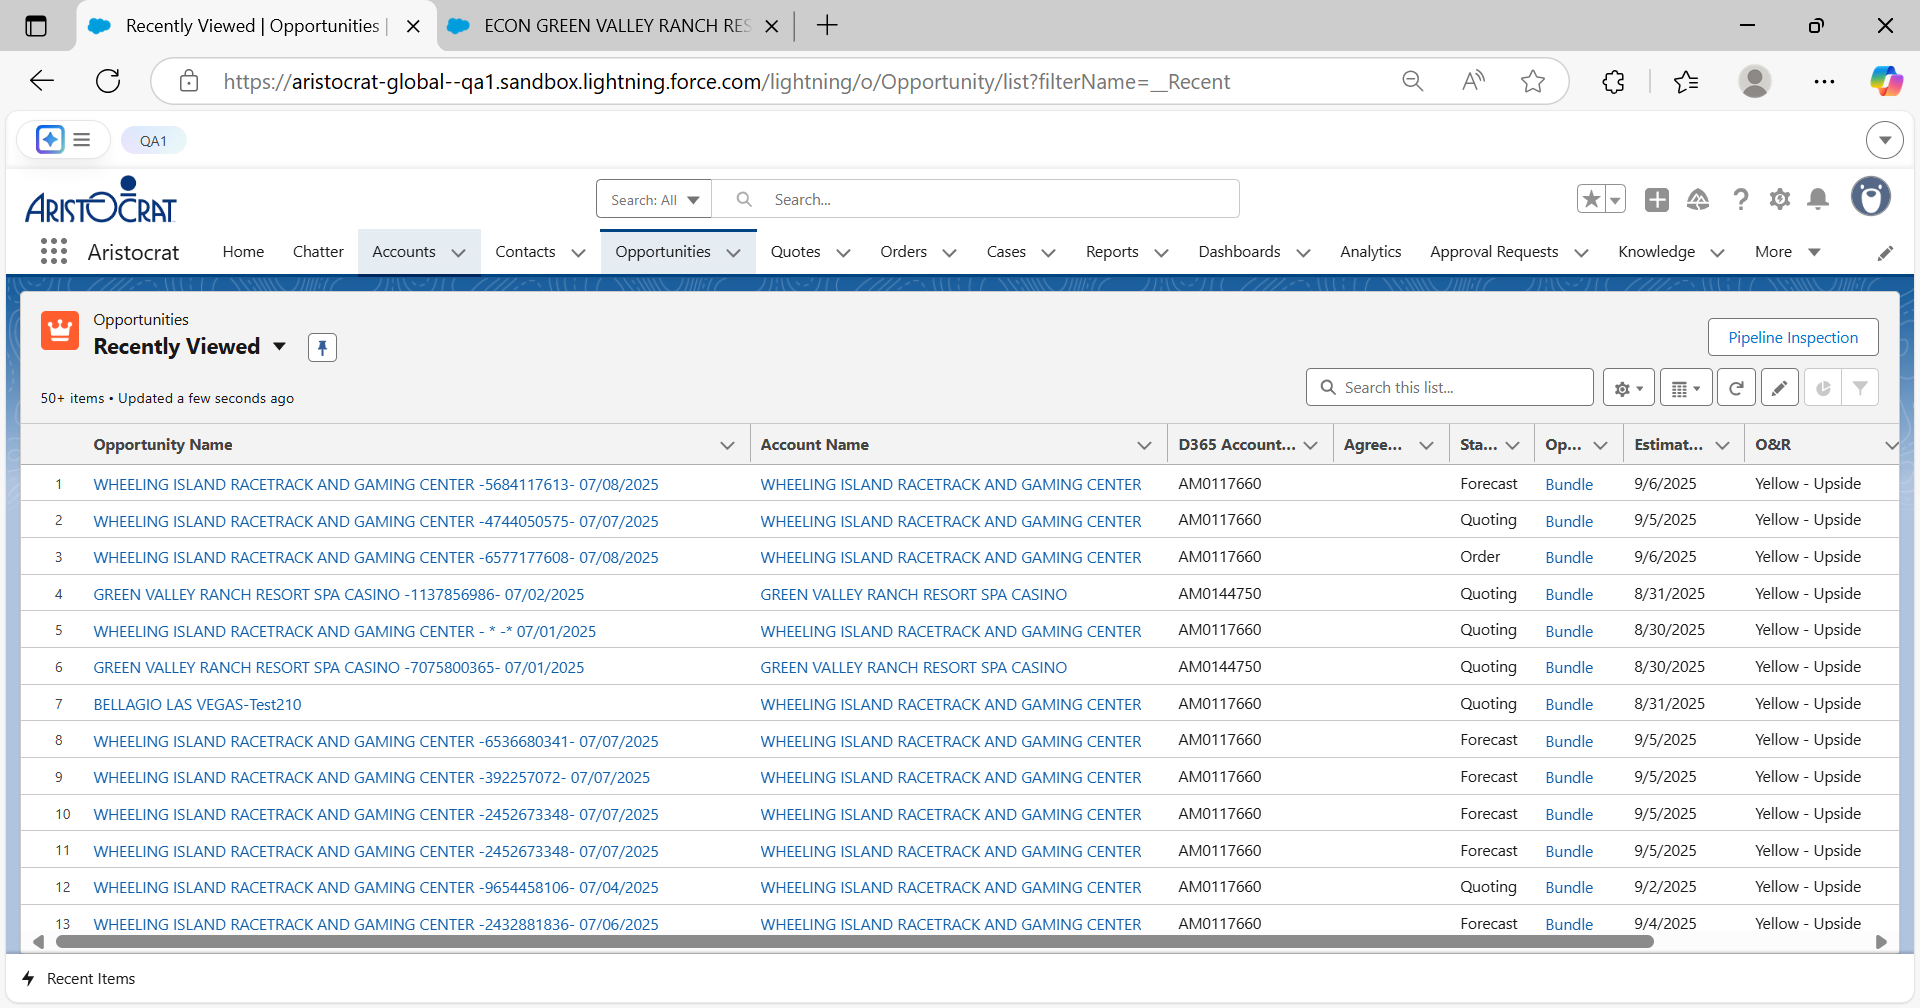 Recently Viewed | Opportunities |
ECON GREEN VALLEY RANCH RES
https://aristocrat-global--qa1.sandbox.lightning.force.com/lightning/o/Opportunity/list?filterName=__Recent
QA1
ARISTOCRAT
Search: All
Search...
Aristocrat
Home Chatter Accounts Contacts Opportunities Quotes Orders Cases Reports Dashboards Analytics Approval Requests Knowledge More
Opportunities
Recently Viewed
Pipeline Inspection
50+ items • Updated a few seconds ago
Search this list...
Opportunity Name Account Name D365 Account... Agree... Sta... Op... Estimat... O&R
1 WHEELING ISLAND RACETRACK AND GAMING CENTER -5684117613- 07/08/2025 WHEELING ISLAND RACETRACK AND GAMING CENTER AM0117660 Forecast Bundle 9/6/2025 Yellow - Upside
2 WHEELING ISLAND RACETRACK AND GAMING CENTER -4744050575- 07/07/2025 WHEELING ISLAND RACETRACK AND GAMING CENTER AM0117660 Quoting Bundle 9/5/2025 Yellow - Upside
3 WHEELING ISLAND RACETRACK AND GAMING CENTER -6577177608- 07/08/2025 WHEELING ISLAND RACETRACK AND GAMING CENTER AM0117660 Order Bundle 9/6/2025 Yellow - Upside
4 GREEN VALLEY RANCH RESORT SPA CASINO -1137856986- 07/02/2025 GREEN VALLEY RANCH RESORT SPA CASINO AM0144750 Quoting Bundle 8/31/2025 Yellow - Upside
5 WHEELING ISLAND RACETRACK AND GAMING CENTER - * -* 07/01/2025 WHEELING ISLAND RACETRACK AND GAMING CENTER AM0117660 Quoting Bundle 8/30/2025 Yellow - Upside
6 GREEN VALLEY RANCH RESORT SPA CASINO -7075800365- 07/01/2025 GREEN VALLEY RANCH RESORT SPA CASINO AM0144750 Quoting Bundle 8/30/2025 Yellow - Upside
7 BELLAGIO LAS VEGAS-Test210 WHEELING ISLAND RACETRACK AND GAMING CENTER AM0117660 Quoting Bundle 8/31/2025 Yellow - Upside
8 WHEELING ISLAND RACETRACK AND GAMING CENTER -6536680341- 07/07/2025 WHEELING ISLAND RACETRACK AND GAMING CENTER AM0117660 Forecast Bundle 9/5/2025 Yellow - Upside
9 WHEELING ISLAND RACETRACK AND GAMING CENTER -392257072- 07/07/2025 WHEELING ISLAND RACETRACK AND GAMING CENTER AM0117660 Forecast Bundle 9/5/2025 Yellow - Upside
10 WHEELING ISLAND RACETRACK AND GAMING CENTER -2452673348- 07/07/2025 WHEELING ISLAND RACETRACK AND GAMING CENTER AM0117660 Forecast Bundle 9/5/2025 Yellow - Upside
11 WHEELING ISLAND RACETRACK AND GAMING CENTER -2452673348- 07/07/2025 WHEELING ISLAND RACETRACK AND GAMING CENTER AM0117660 Forecast Bundle 9/5/2025 Yellow - Upside
12 WHEELING ISLAND RACETRACK AND GAMING CENTER -9654458106- 07/04/2025 WHEELING ISLAND RACETRACK AND GAMING CENTER AM0117660 Quoting Bundle 9/2/2025 Yellow - Upside
13 WHEELING ISLAND RACETRACK AND GAMING CENTER -2432881836- 07/06/2025 WHEELING ISLAND RACETRACK AND GAMING CENTER AM0117660 Forecast Bundle 9/4/2025 Yellow - Upside
Recent Items